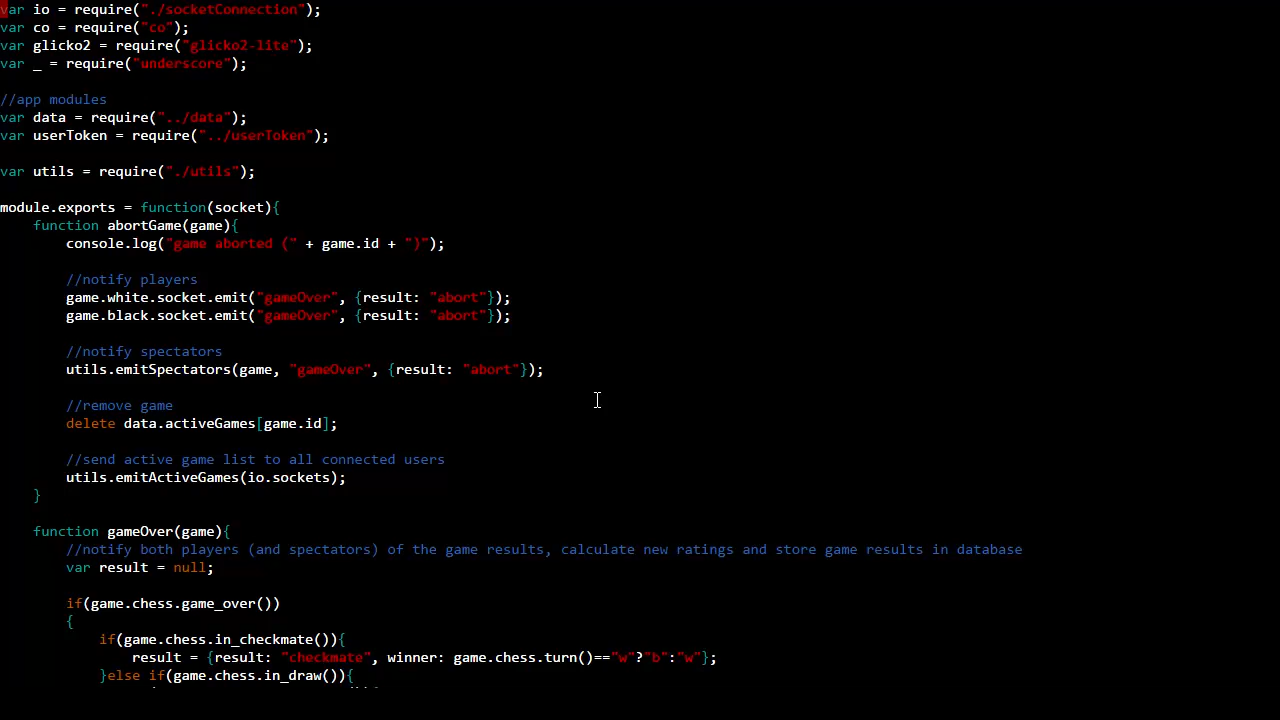 var io = require("./socketConnection");
var co = require("co");
var glicko2 = require("glicko2-lite");
var _ = require("underscore");
//app modules
var data = require("../data");
var userToken = require("../userToken");
var utils = require("./utils");
module.exports = function(socket){
function abortGame(game){
console.log("game aborted (" + game.id + ")");
//notify players
game.white.socket.emit("gameOver", {result: "abort"});
game.black.socket.emit("gameOver", {result: "abort"});
//notify spectators
utils.emitSpectators(game, "gameOver", {result: "abort"});
//remove game
delete data.activeGames[game.id];
//send active game list to all connected users
utils.emitActiveGames(io.sockets);
}
function gameOver(game){
//notify both players (and spectators) of the game results, calculate new ratings and store game results in database
var result = null;
if(game.chess.game_over())
{
if(game.chess.in_checkmate()){
result = {result: "checkmate", winner: game.chess.turn()=="w"?"b":"w"};
}else if(game.chess.in_draw()){